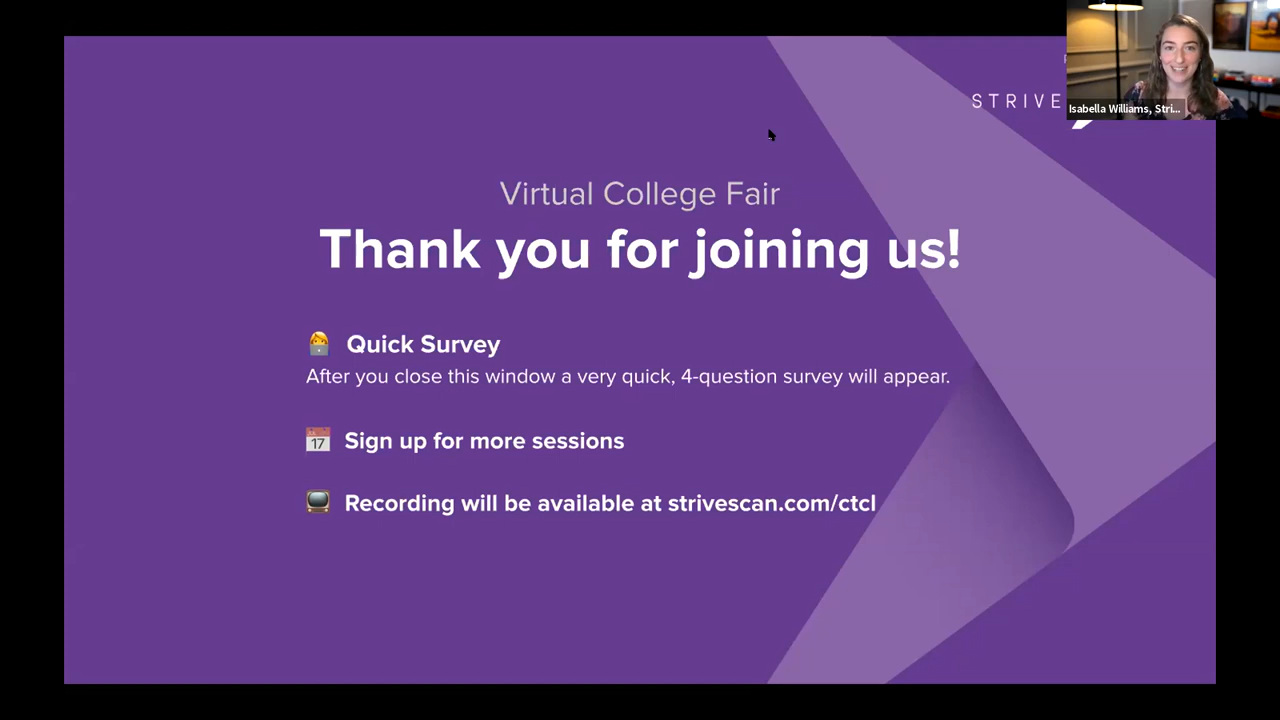 STRIVE
Isabella Williams, Stri...
Virtual College Fair
Thank you for joining us!
Quick Survey
After you close this window a very quick, 4-question survey will appear.
17
Sign up for more sessions
Recording will be available at strivescan.com/ctcl